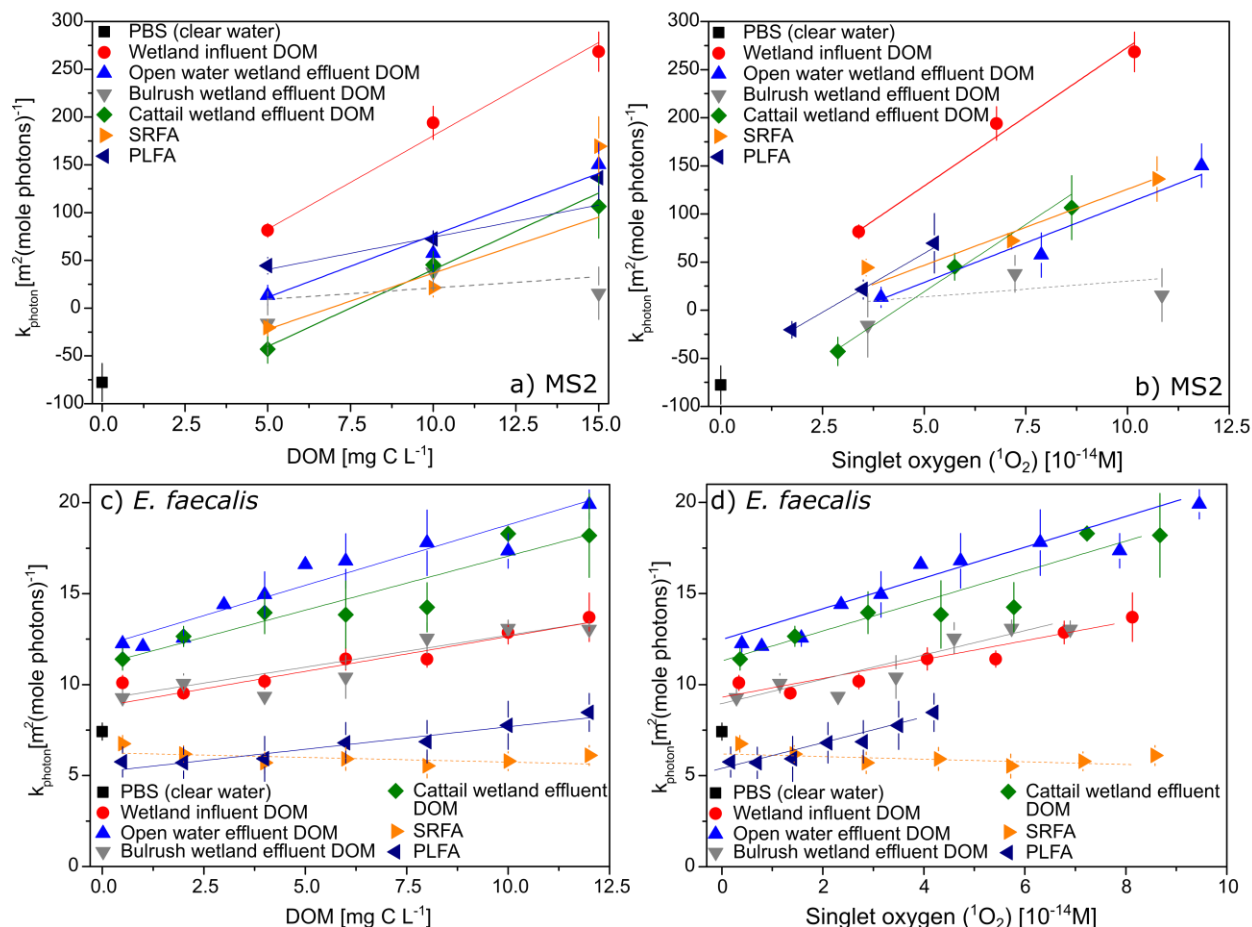 PBS (clear water)
Wetland influent DOM
Open water wetland effluent DOM
Bulrush wetland effluent DOM
Cattail wetland effluent DOM
SRFA
PLFA
300
250
200
150
100
50
0
-50
-100
kphoton [m2(mole photons)-1]
a) MS2
0.0 2.5 5.0 7.5 10.0 12.5 15.0
DOM [mg C L-1]
PBS (clear water)
Wetland influent DOM
Open water wetland effluent DOM
Bulrush wetland effluent DOM
Cattail wetland effluent DOM
SRFA
PLFA
300
250
200
150
100
50
0
-50
-100
kphoton [m2(mole photons)-1]
b) MS2
0.0 2.5 5.0 7.5 10.0 12.5
Singlet oxygen (1O2) [10-14M]
c) E. faecalis
20
15
10
5
0
kphoton[m2(mole photons)-1]
PBS (clear water)
Wetland influent DOM
Open water effluent DOM
Bulrush wetland effluent DOM
Cattail wetland effluent
DOM
SRFA
PLFA
0.0 2.5 5.0 7.5 10.0 12.5
DOM [mg C L-1]
d) E. faecalis
20
15
10
5
0
kphoton[m2(mole photons)-1]
PBS (clear water)
Wetland influent DOM
Open water effluent DOM
Bulrush wetland effluent DOM
Cattail wetland effluent
DOM
SRFA
PLFA
0 2 4 6 8 10
Singlet oxygen (1O2) [10-14M]